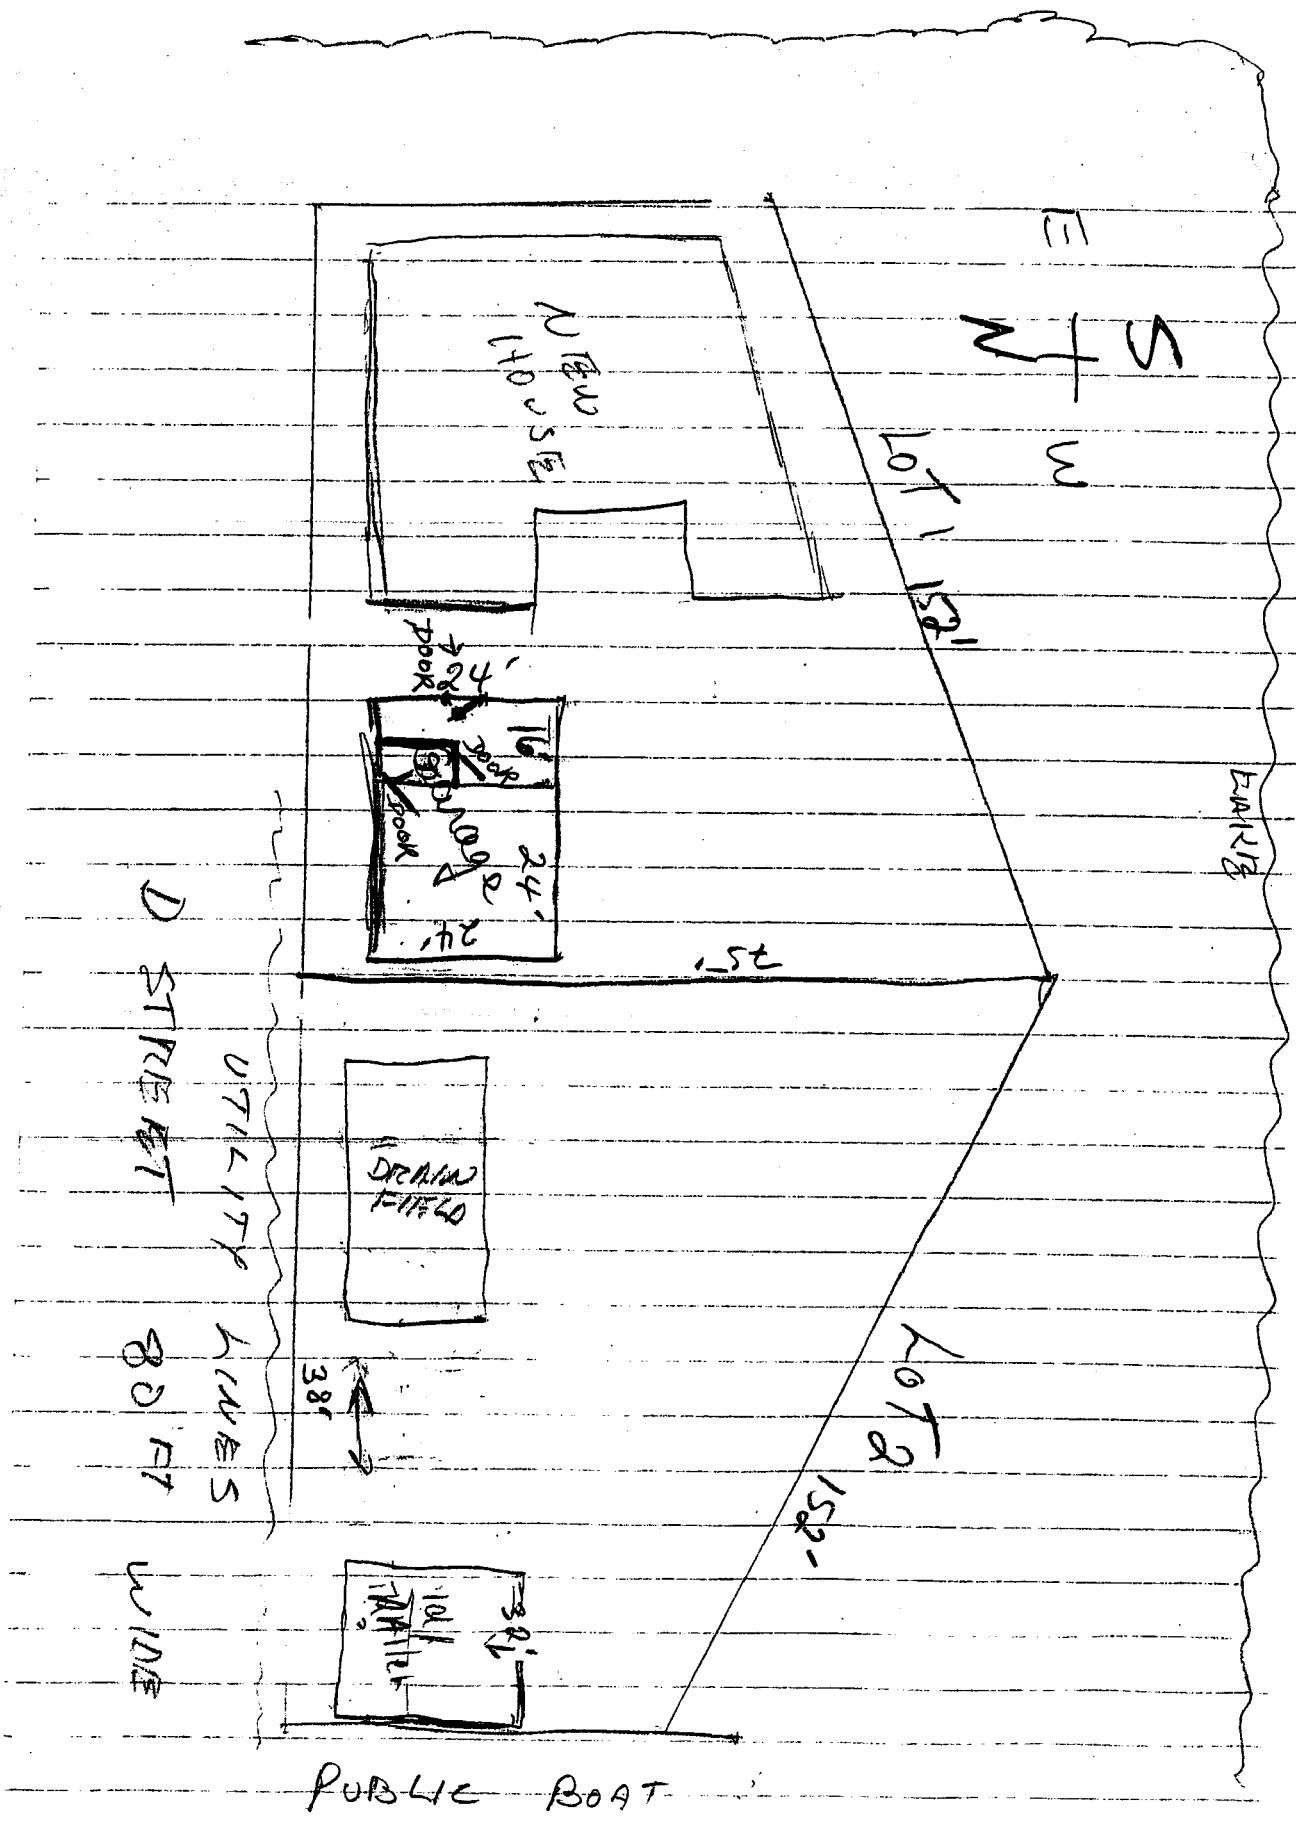 E
S
N
W
LOT 1
152'
NEW
HOUSE
DOOR
24'
16'
DOOR
DOOR
GARAGE
24'
24'
75'
LAKE
DRAIN
FIELD
UTILITY LINES
D STREET 80 FT WIDE
38'
LOT 2
152'
32'
TRAILER
PUBLIC BOAT